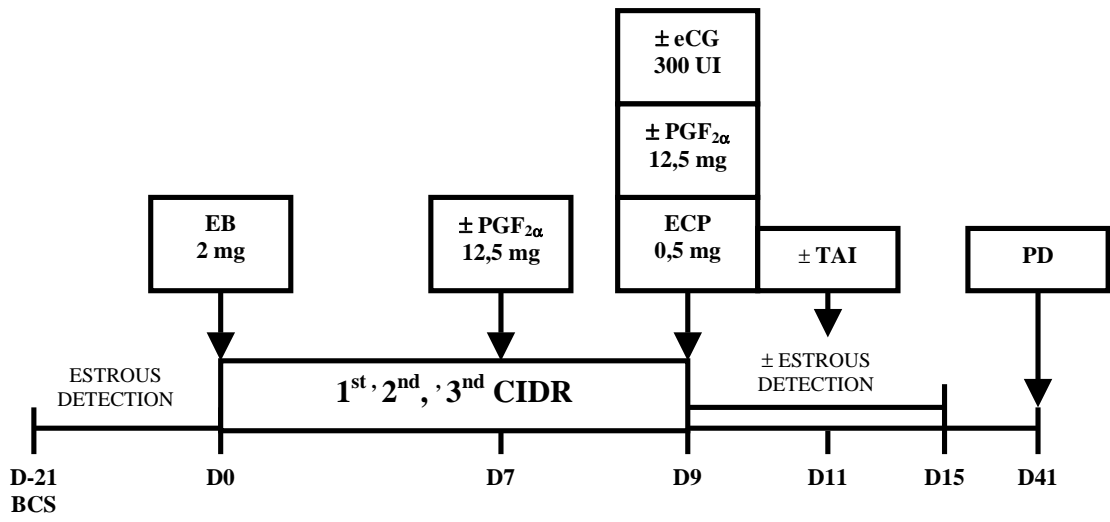 ± eCG
300 UI
± PGF2α
12,5 mg
EB
2 mg
± PGF2α
12,5 mg
ECP
0,5 mg
± TAI
PD
ESTROUS
DETECTION
1st , 2nd, , 3nd CIDR
± ESTROUS
DETECTION
D-21
BCS
D0
D7
D9
D11
D15
D41